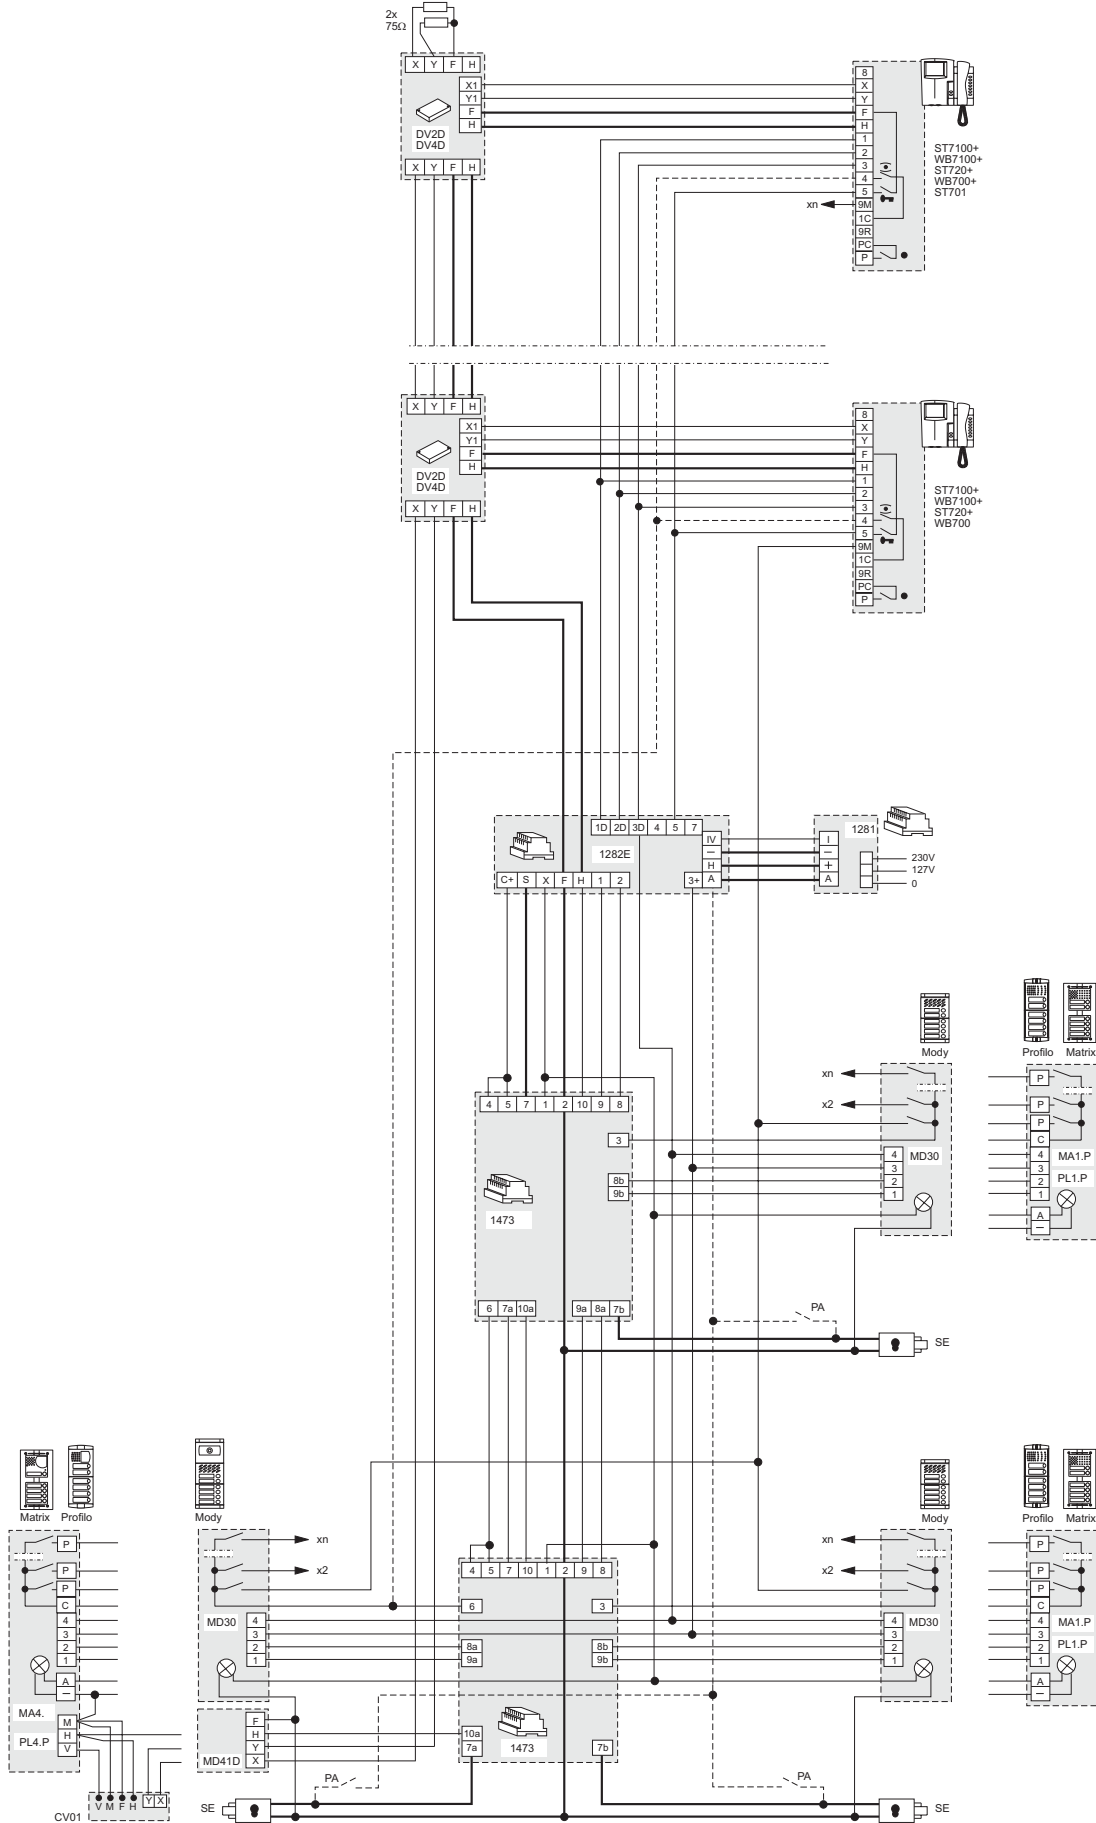 2x
75Ω
X Y F H
X1
Y1
F
H
DV2D
DV4D
X Y F H
8
X
Y
F
H
1
2
3
4
5
9M
1C
9R
PC
P
xn
ST7100+
WB7100+
ST720+
WB700+
ST701
X Y F H
X1
Y1
F
H
DV2D
DV4D
X Y F H
8
X
Y
F
H
1
2
3
4
5
9M
1C
9R
PC
P
ST7100+
WB7100+
ST720+
WB700
1D 2D 3D 4 5 7
IV
–
H
A
1282E
C+ S X F H 1 2 3+
I
–
+
A
1281
230V
127V
0
Mody
Profilo Matrix
xn
x2
4
3
2
1
MD30
P
P
P
C
4
3
2
1
A
–
MA1.P
PL1.P
4 5 7 1 2 10 9 8
3
8b
9b
1473
6 7a 10a 9a 8a 7b
PA
SE
Matrix Profilo
Mody
Mody
Profilo Matrix
P
P
P
C
4
3
2
1
A
–
M
H
V
MA4.
PL4.P
V M F H Y X
CV01
xn
x2
MD30
4
3
2
1
F
H
Y
X
MD41D
4 5 7 10 1 2 9 8
6
3
8a
9a
8b
9b
10a
7a
7b
1473
xn
x2
4
3
2
1
MD30
P
P
P
C
4
3
2
1
A
–
MA1.P
PL1.P
PA
PA
SE
SE